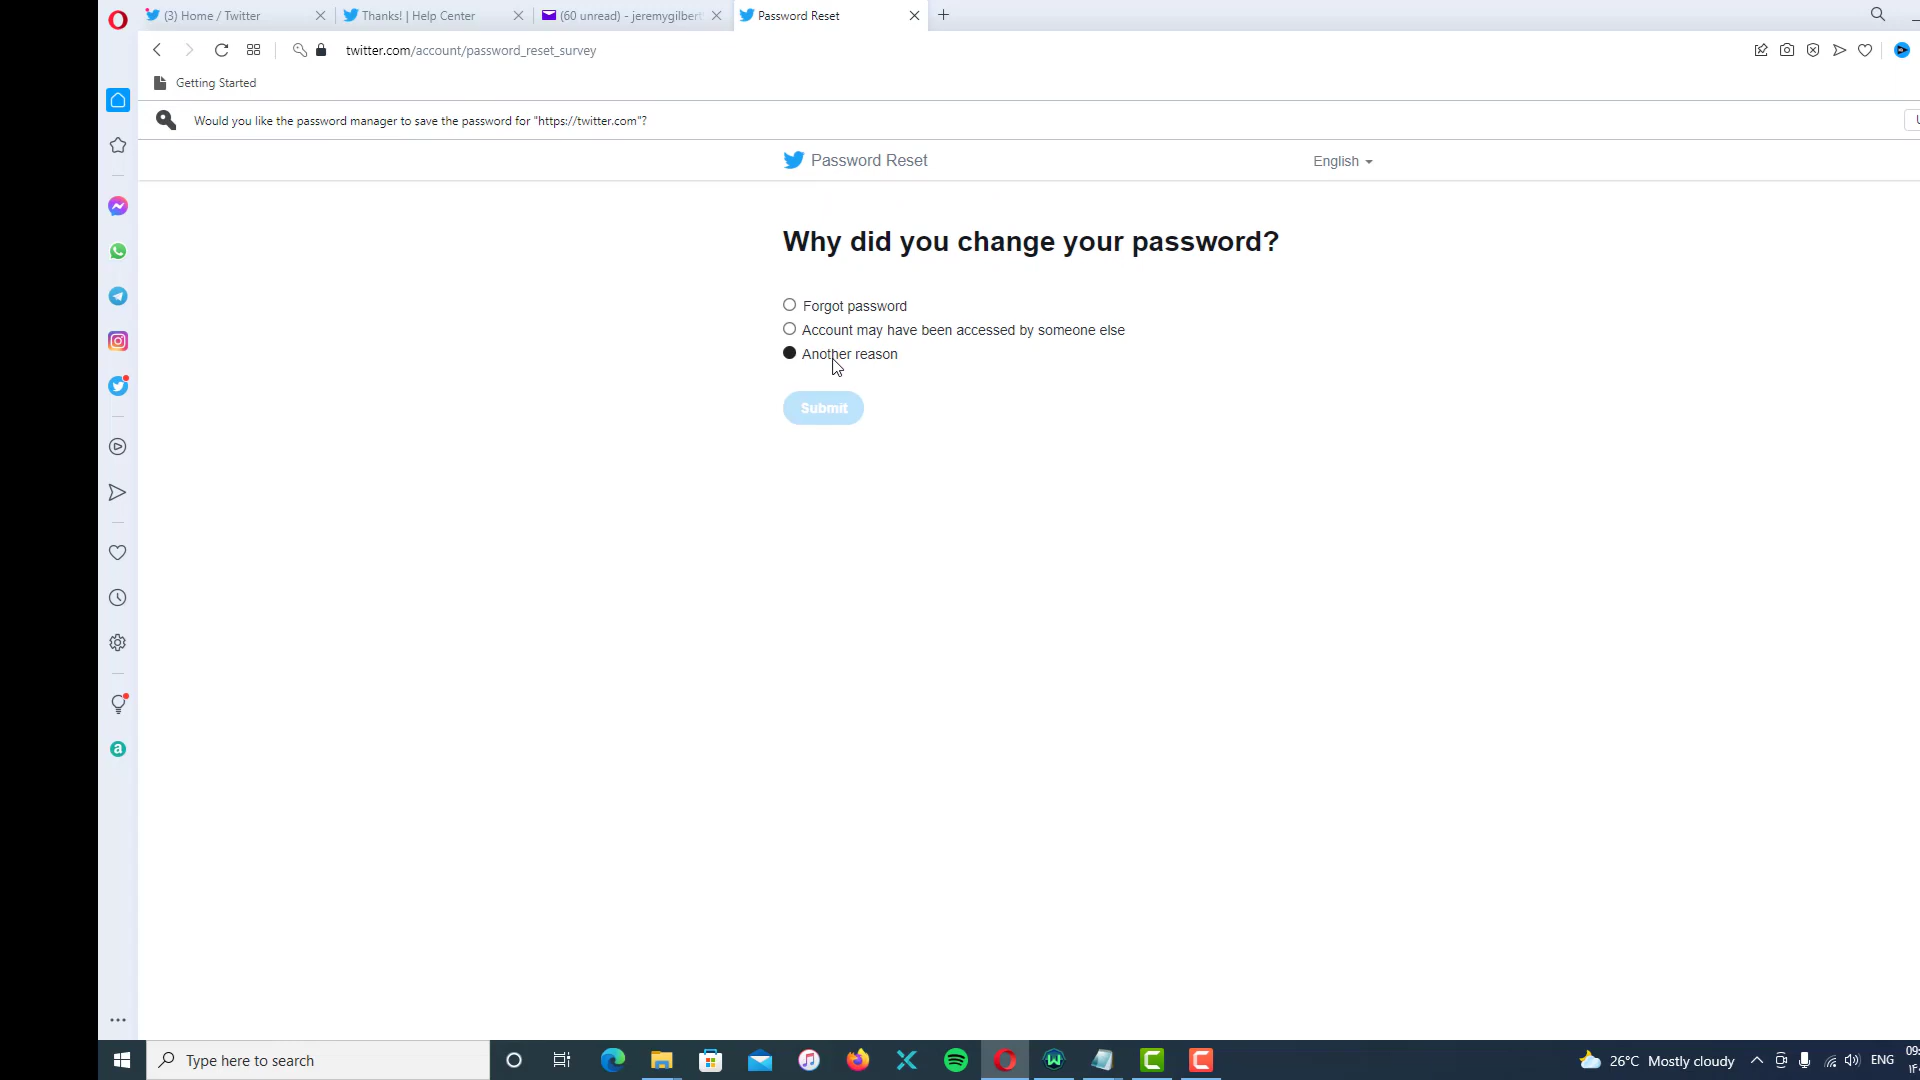 (3) Home / Twitter
Thanks! | Help Center
(60 unread) - jeremygilbert
Password Reset
twitter.com/account/password_reset_survey
Getting Started
Would you like the password manager to save the password for "https://twitter.com"?
Password Reset
English
Why did you change your password?
Forgot password
Account may have been accessed by someone else
Another reason
Submit
Type here to search
26°C Mostly cloudy
ENG